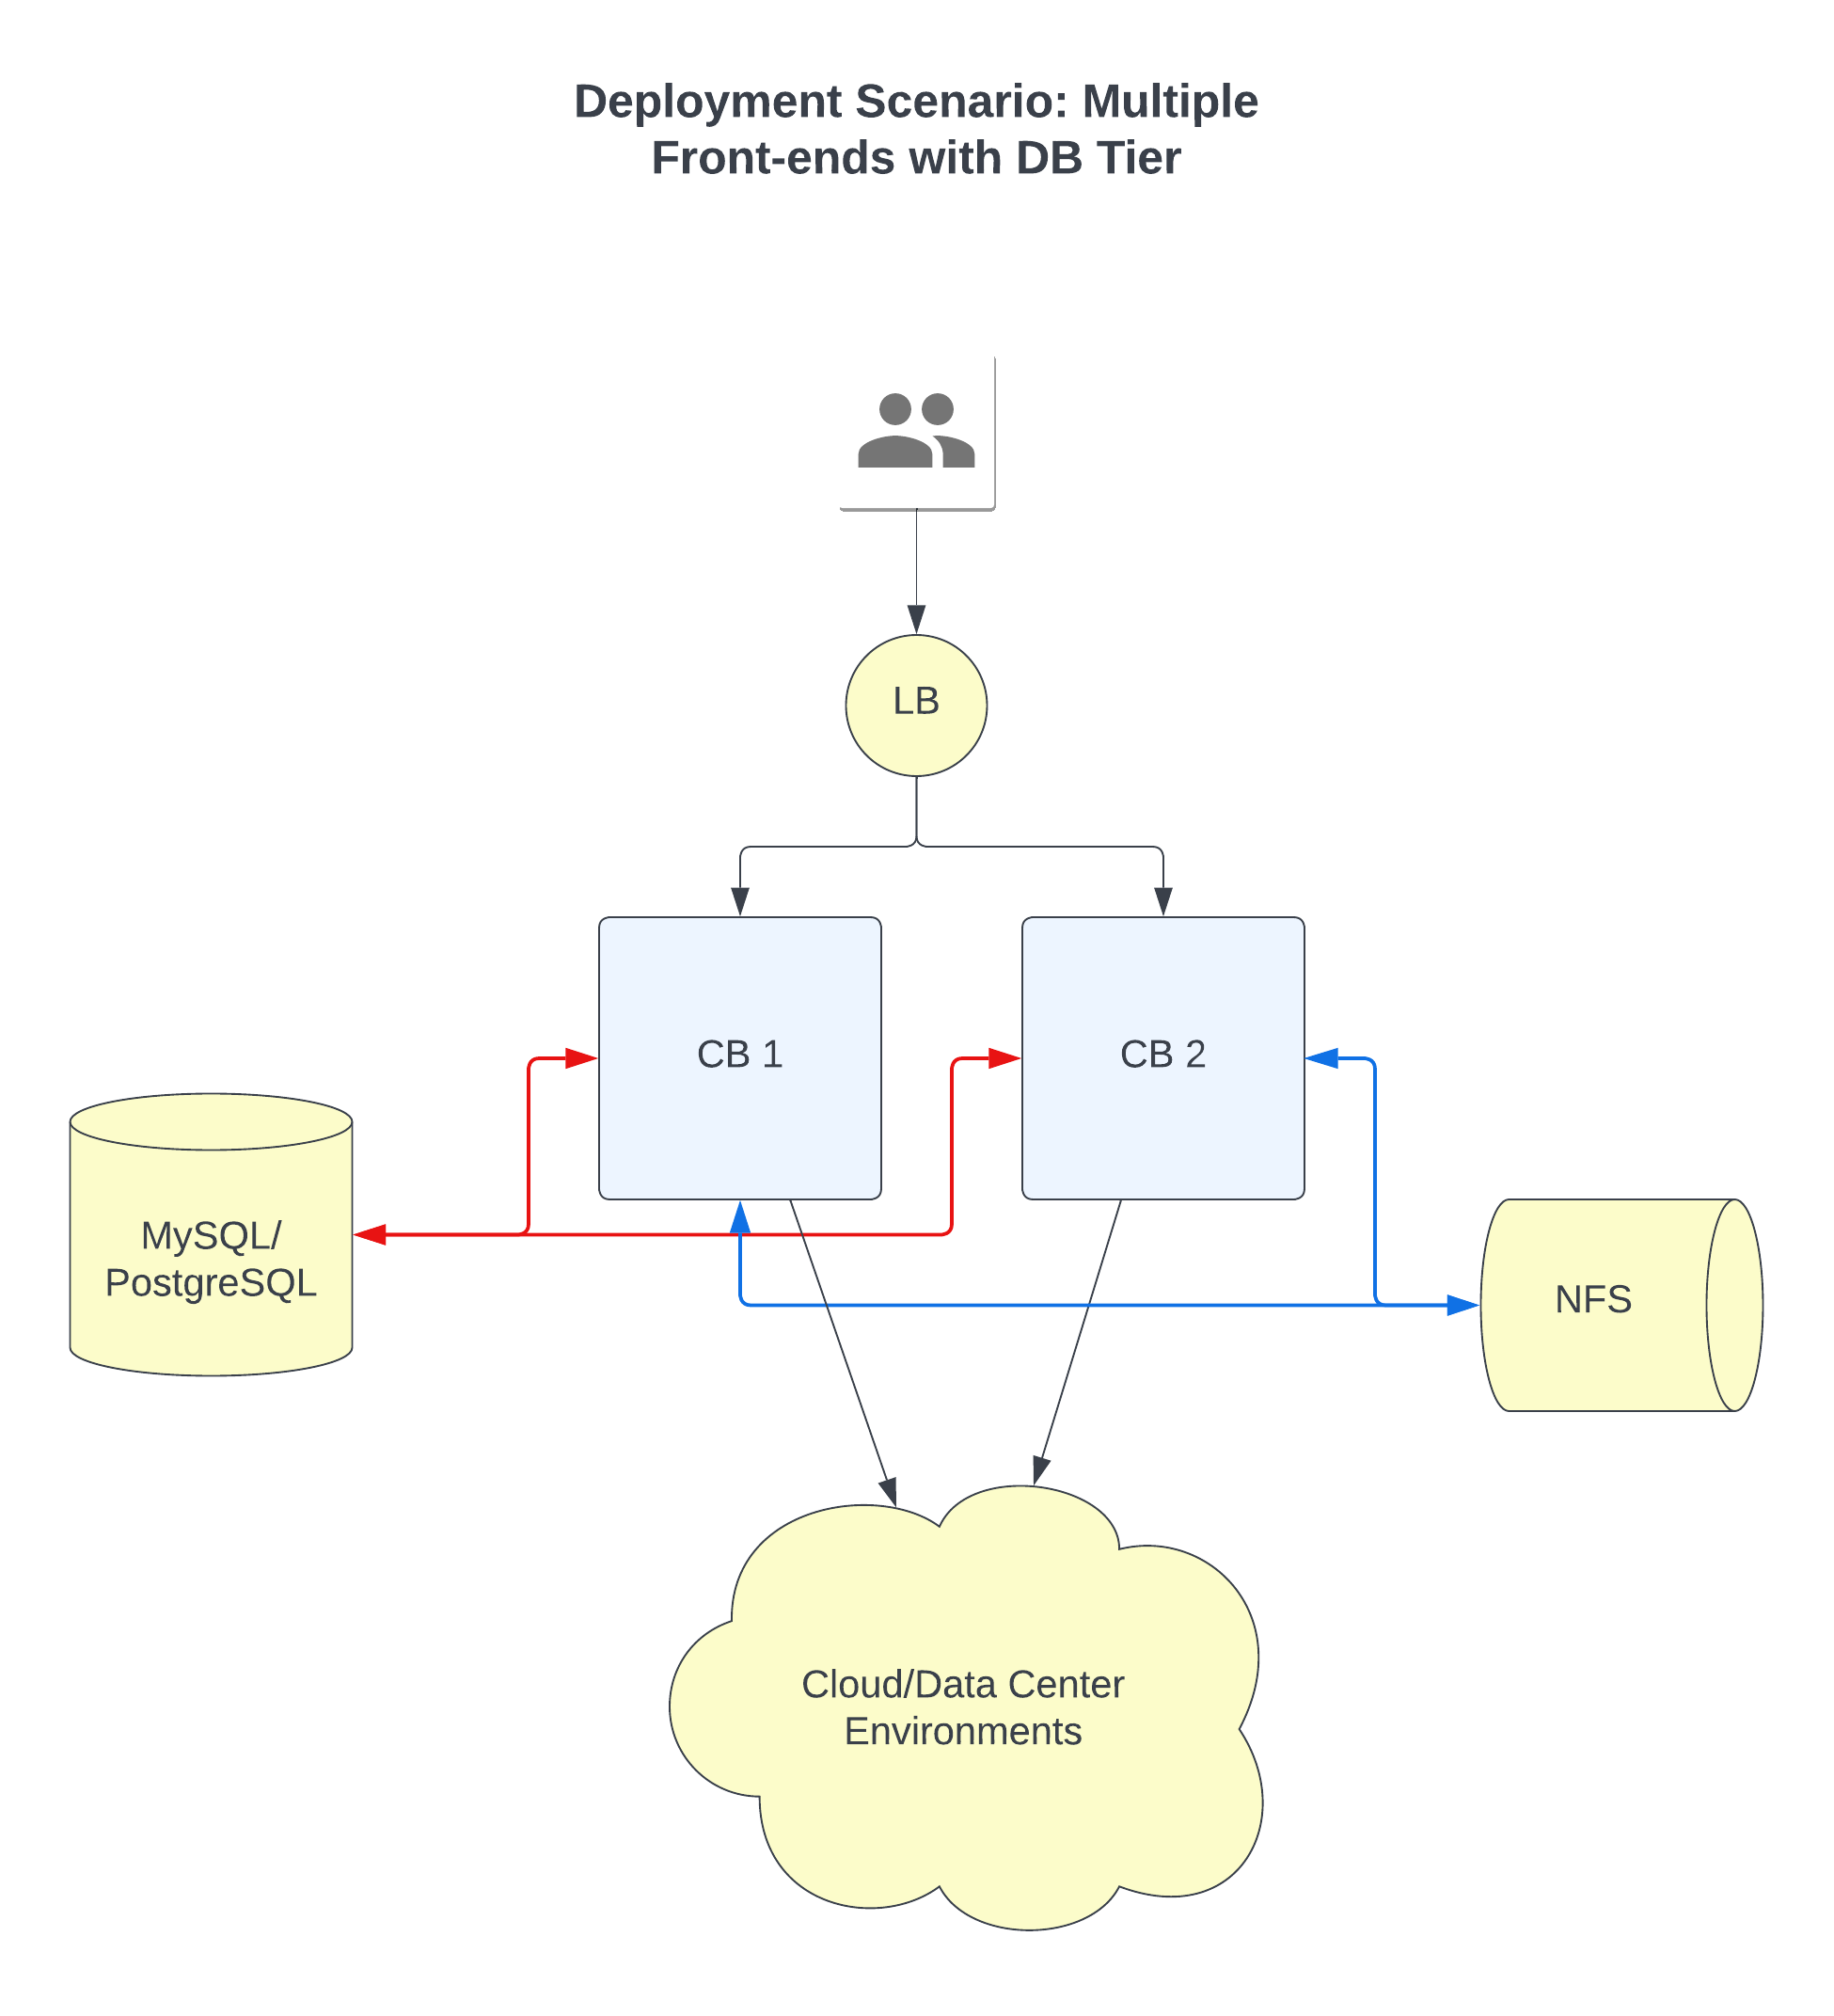 Deployment Scenario: Multiple
Front-ends with DB Tier
LB
CB 1
CB 2
MySQL/
PostgreSQL
NFS
Cloud/Data Center
Environments